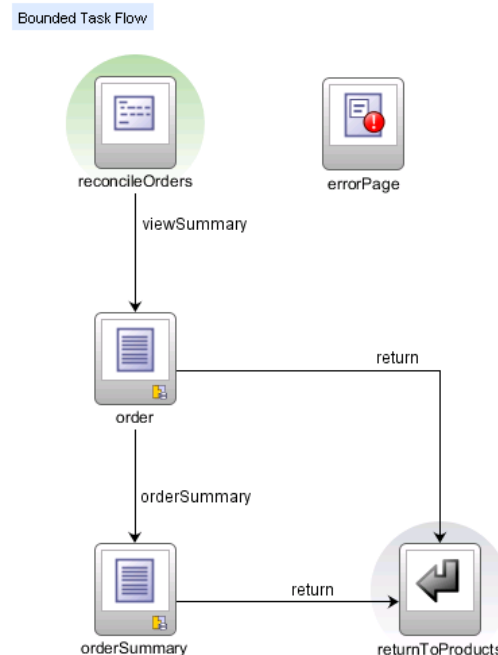 Bounded Task Flow
reconcileOrders
errorPage
viewSummary
return
order
orderSummary
return
orderSummary
returnToProducts